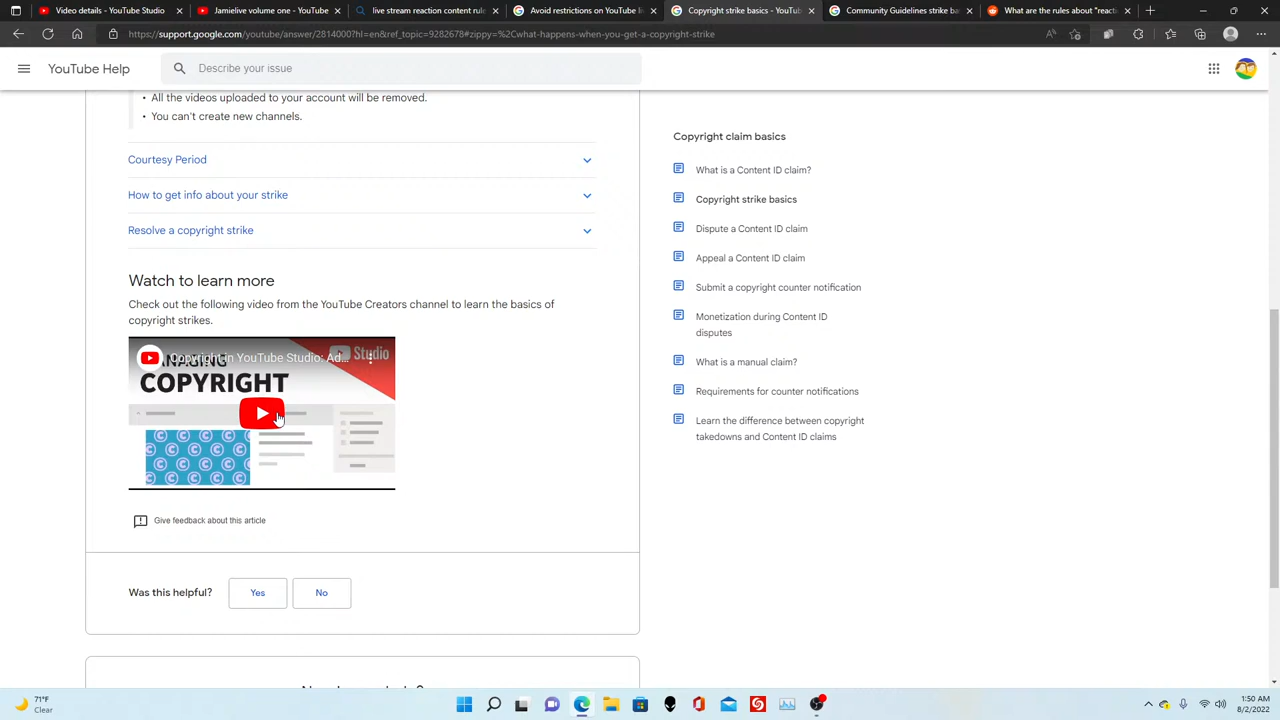 Video details - YouTube Studio
Jamielive volume one - YouTube
live stream reaction content rule
Avoid restrictions on YouTube li
Copyright strike basics - YouTub
Community Guidelines strike ba
What are the rules about "reacti
https://support.google.com/youtube/answer/2814000?hl=en&ref_topic=9282678#zippy=%2Cwhat-happens-when-you-get-a-copyright-strike
YouTube Help
Describe your issue
• All the videos uploaded to your account will be removed.
• You can't create new channels.
Courtesy Period
How to get info about your strike
Resolve a copyright strike
Watch to learn more
Check out the following video from the YouTube Creators channel to learn the basics of
copyright strikes.
Copyright in YouTube Studio: Ad...
Studio
MANAGING
COPYRIGHT
Give feedback about this article
Was this helpful?
Yes
No
Copyright claim basics
What is a Content ID claim?
Copyright strike basics
Dispute a Content ID claim
Appeal a Content ID claim
Submit a copyright counter notification
Monetization during Content ID
disputes
What is a manual claim?
Requirements for counter notifications
Learn the difference between copyright
takedowns and Content ID claims
71°F
Clear
1:50 AM
8/2/2022